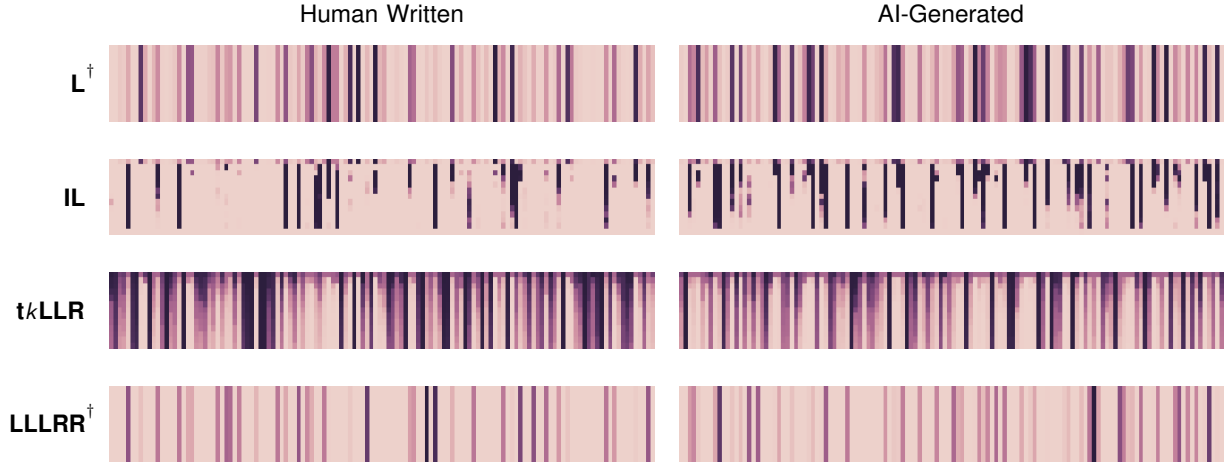 Human Written AI-Generated
L†
IL
tkLLR
LLLRR†